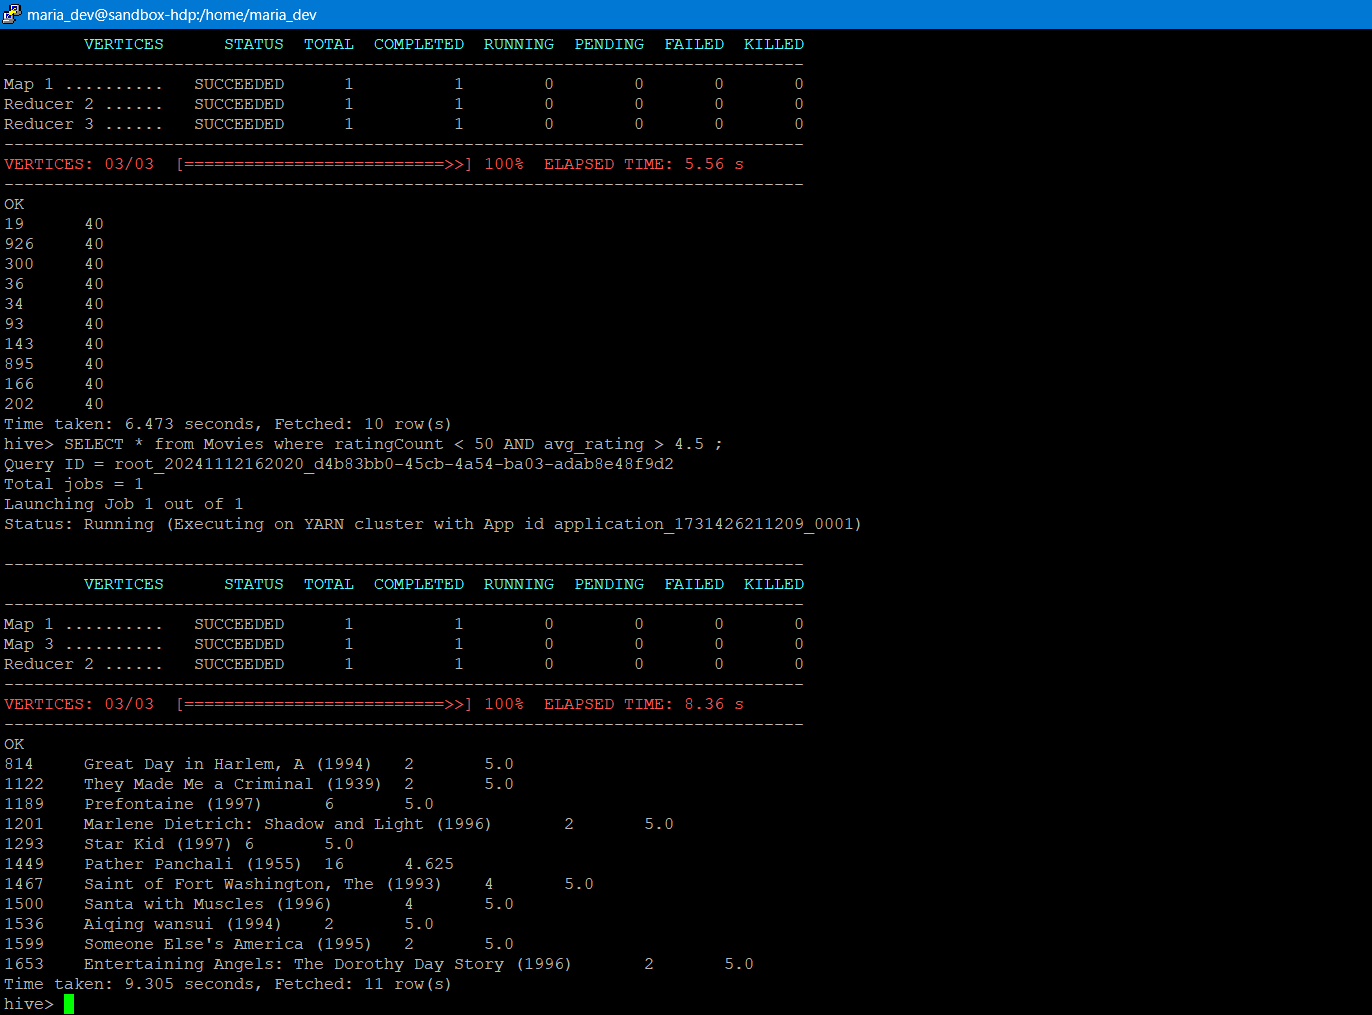 maria_dev@sandbox-hdp:/home/maria_dev
        VERTICES      STATUS  TOTAL  COMPLETED  RUNNING  PENDING  FAILED  KILLED
--------------------------------------------------------------------------------
Map 1 ..........   SUCCEEDED      1          1        0        0       0       0
Reducer 2 ......   SUCCEEDED      1          1        0        0       0       0
Reducer 3 ......   SUCCEEDED      1          1        0        0       0       0
--------------------------------------------------------------------------------
VERTICES: 03/03  [==========================>>] 100%  ELAPSED TIME: 5.56 s
--------------------------------------------------------------------------------
OK
19      40
926     40
300     40
36      40
34      40
93      40
143     40
895     40
166     40
202     40
Time taken: 6.473 seconds, Fetched: 10 row(s)
hive> SELECT * from Movies where ratingCount < 50 AND avg_rating > 4.5 ;
Query ID = root_20241112162020_d4b83bb0-45cb-4a54-ba03-adab8e48f9d2
Total jobs = 1
Launching Job 1 out of 1
Status: Running (Executing on YARN cluster with App id application_1731426211209_0001)
--------------------------------------------------------------------------------
        VERTICES      STATUS  TOTAL  COMPLETED  RUNNING  PENDING  FAILED  KILLED
--------------------------------------------------------------------------------
Map 1 ..........   SUCCEEDED      1          1        0        0       0       0
Map 3 ..........   SUCCEEDED      1          1        0        0       0       0
Reducer 2 ......   SUCCEEDED      1          1        0        0       0       0
--------------------------------------------------------------------------------
VERTICES: 03/03  [==========================>>] 100%  ELAPSED TIME: 8.36 s
--------------------------------------------------------------------------------
OK
814     Great Day in Harlem, A (1994)   2       5.0
1122    They Made Me a Criminal (1939)  2       5.0
1189    Prefontaine (1997)      6       5.0
1201    Marlene Dietrich: Shadow and Light (1996)       2       5.0
1293    Star Kid (1997) 6       5.0
1449    Pather Panchali (1955)  16      4.625
1467    Saint of Fort Washington, The (1993)    4       5.0
1500    Santa with Muscles (1996)       4       5.0
1536    Aiqing wansui (1994)    2       5.0
1599    Someone Else's America (1995)   2       5.0
1653    Entertaining Angels: The Dorothy Day Story (1996)       2       5.0
Time taken: 9.305 seconds, Fetched: 11 row(s)
hive>